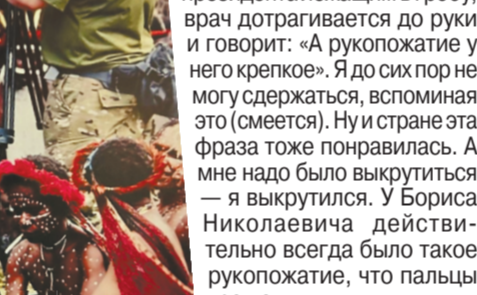 врач дотрагивается до руки
и говорит: «А рукопожатие у
него крепкое». Я до сих пор не
могу сдержаться, вспоминая
это (смеется). Ну и стране эта
фраза тоже понравилась. А
мне надо было выкрутиться
— я выкрутился. У Бориса
Николаевича действи-
тельно всегда было такое
рукопожатие, что пальцы